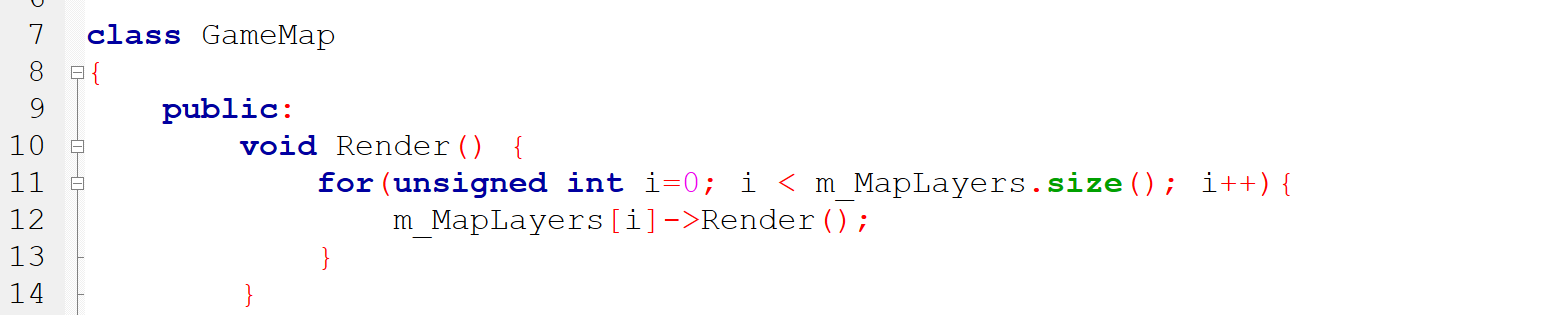 7 class GameMap
8 {
9 public:
10 void Render() {
11 for(unsigned int i=0; i < m_MapLayers.size(); i++){
12 m_MapLayers[i]->Render();
13 }
14 }